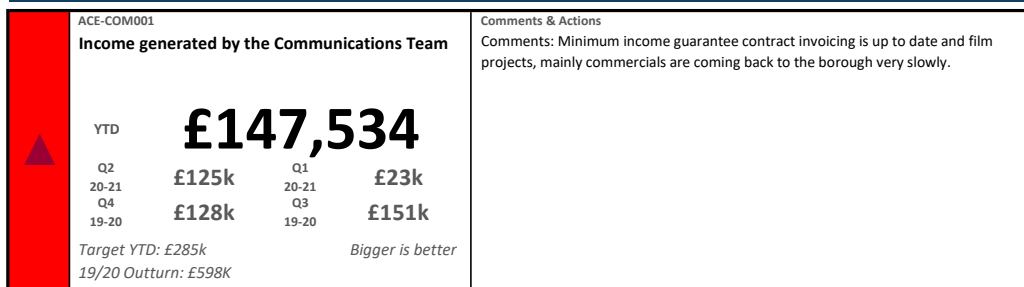 ACE-COM001
Income generated by the Communications Team
YTD £147,534
Q2 20-21 £125k Q1 20-21 £23k
Q4 19-20 £128k Q3 19-20 £151k
Target YTD: £285k Bigger is better
19/20 Outturn: £598K
Comments & Actions
Comments: Minimum income guarantee contract invoicing is up to date and film
projects, mainly commercials are coming back to the borough very slowly.